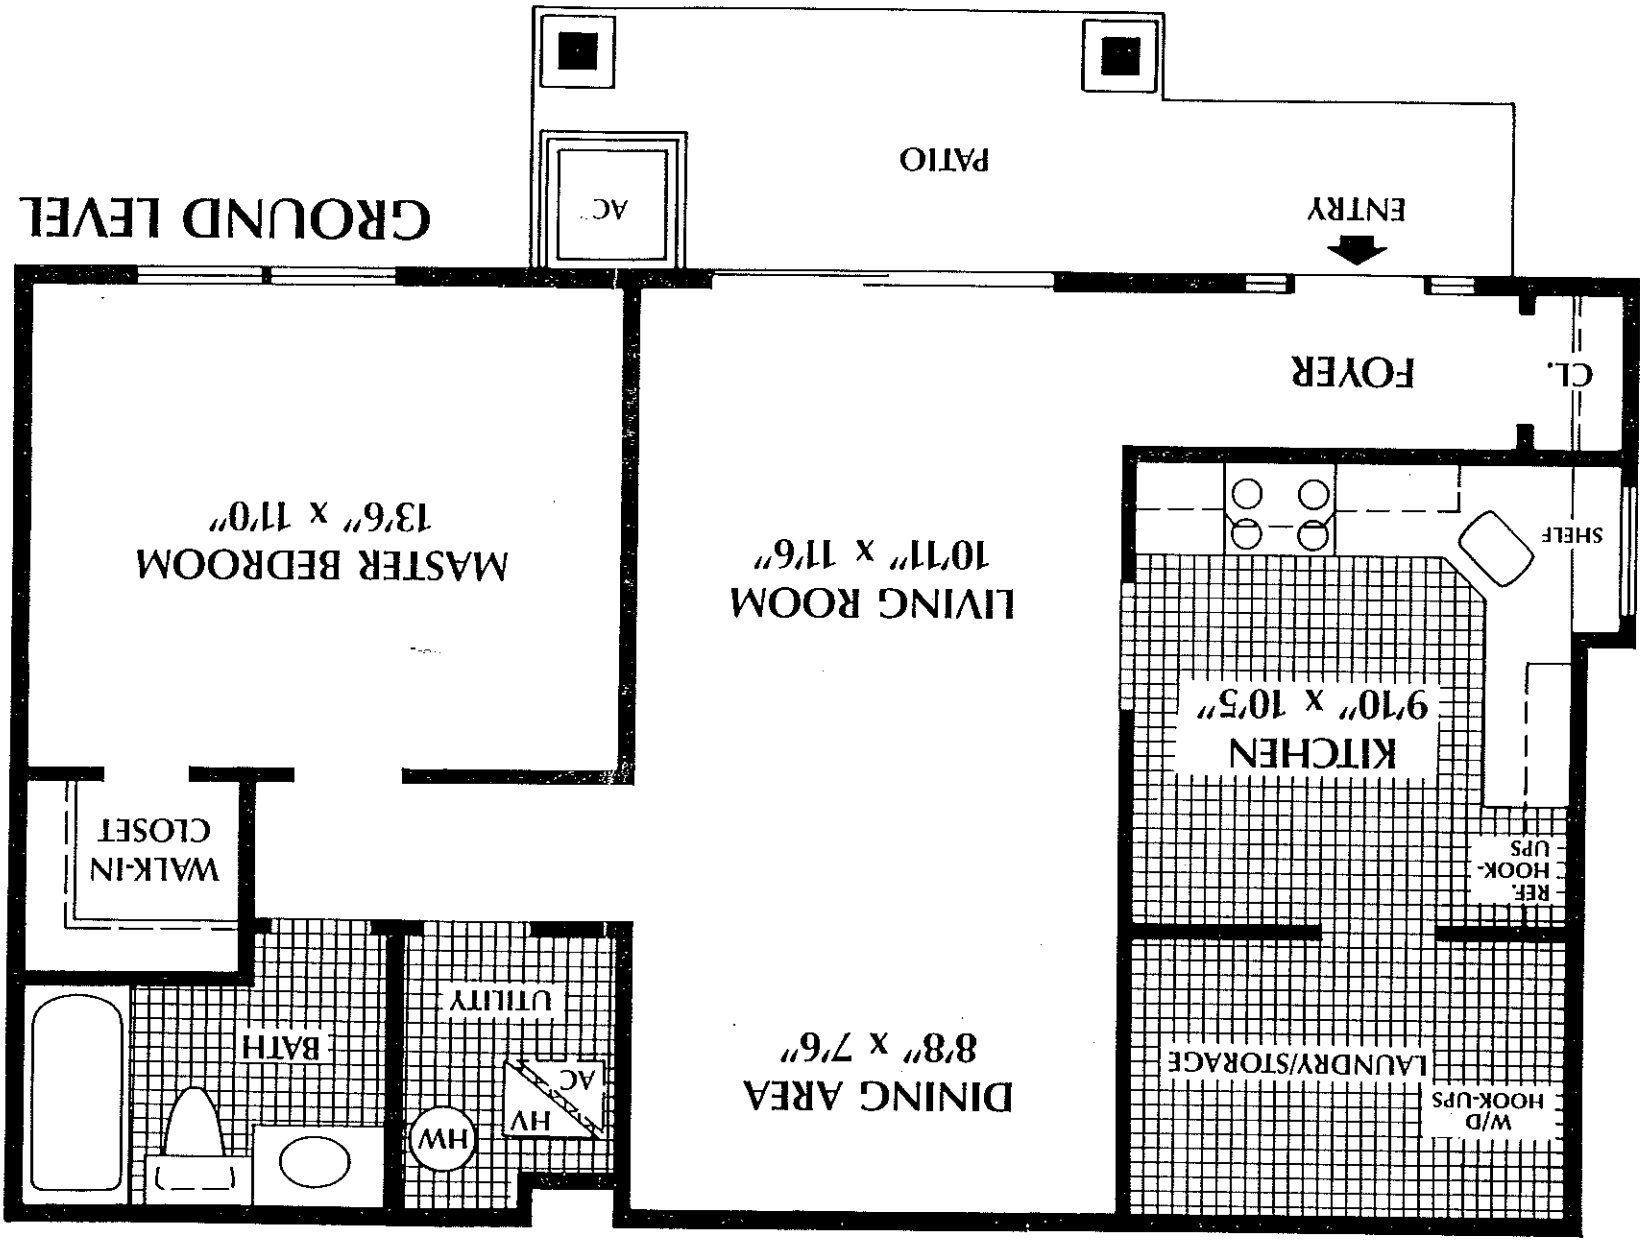 W/D
HOOK-UPS
LAUNDRY/STORAGE
DINING AREA
8'8" x 7'6"
HW
HV
AC
UTILITY
BATH
REF.
HOOK-
UPS
WALK-IN
CLOSET
KITCHEN
9'10" x 10'5"
SHELF
LIVING ROOM
10'11" x 11'6"
MASTER BEDROOM
13'6" x 11'0"
CL.
FOYER
ENTRY
PATIO
AC
GROUND LEVEL